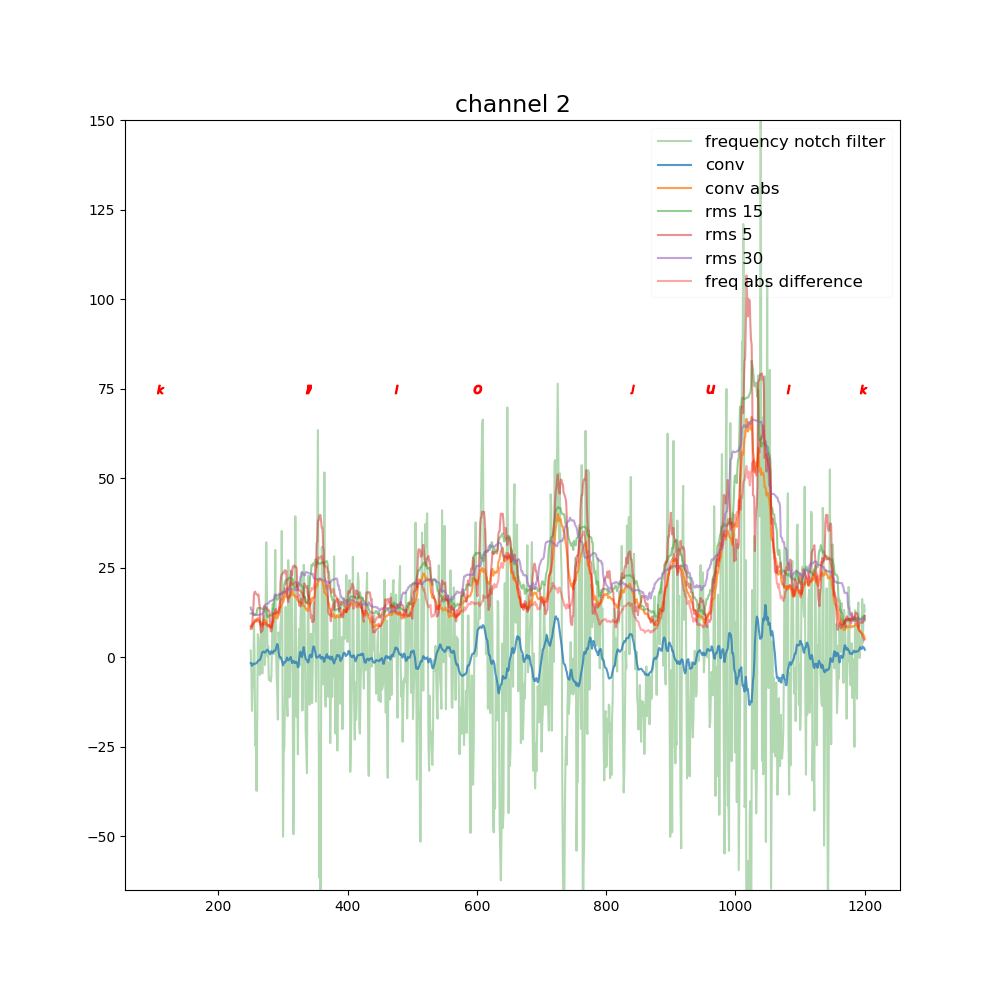 channel 2
150
125
100
75
50
25
0
−25
−50
200 400 600 800 1000 1200
frequency notch filter
conv
conv abs
rms 15
rms 5
rms 30
freq abs difference
k l o J u l k